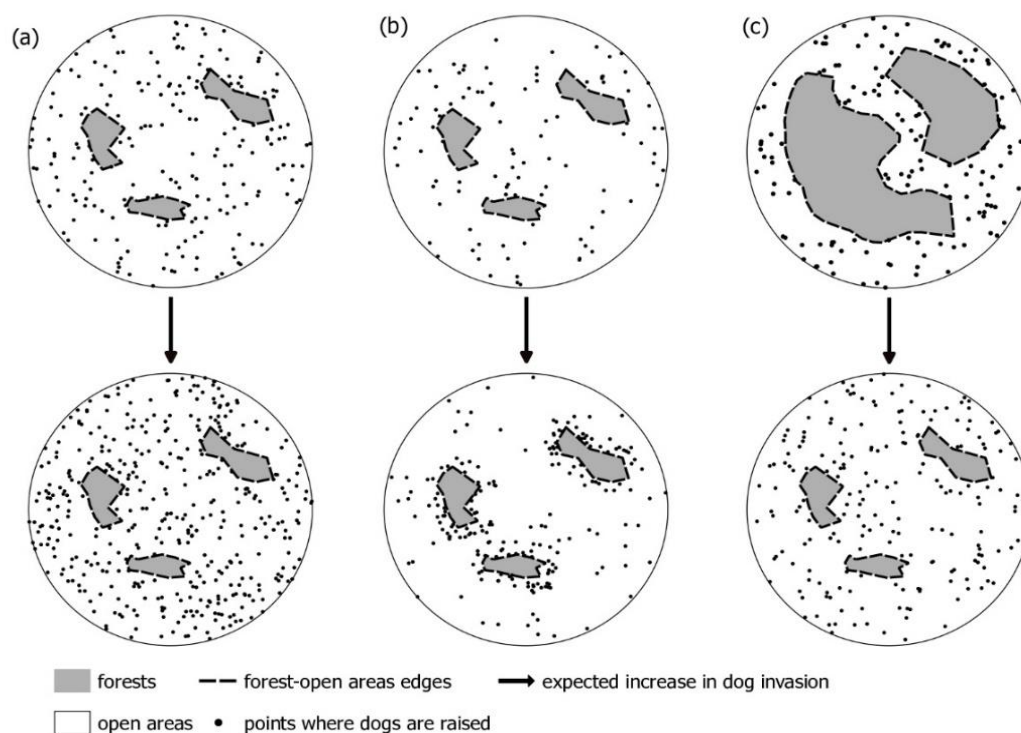 (a)
(b)
(c)
forests
forest-open areas edges
expected increase in dog invasion
open areas
points where dogs are raised